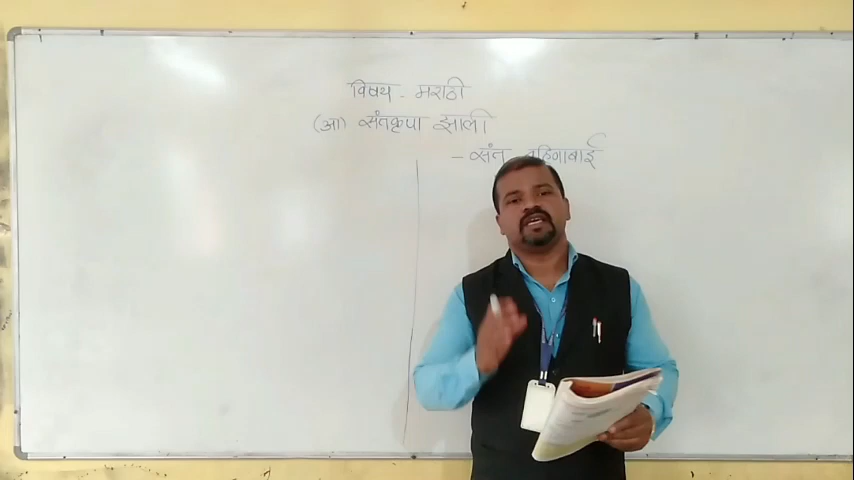 विषय - मराठी
(आ) संतकृपा झाली
- संत बहिणाबाई